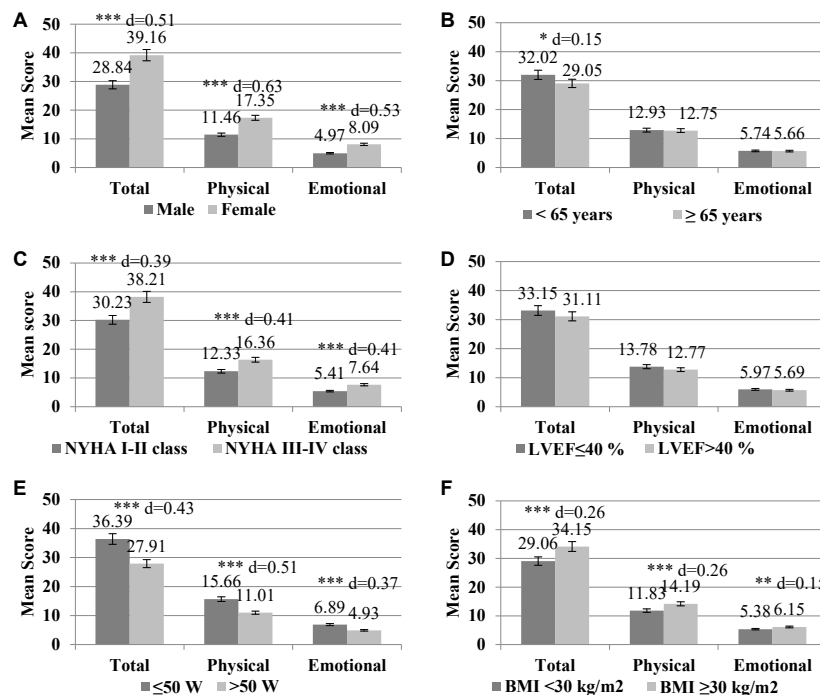 A
*** d=0.51
50
40
30
20
10
0
Mean Score
39.16
28.84
*** d=0.63
17.35
11.46
*** d=0.53
8.09
4.97
Total Physical Emotional
Male Female
B
* d=0.15
50
40
30
20
10
0
Mean Score
32.02
29.05
12.93 12.75
5.74 5.66
Total Physical Emotional
< 65 years ≥ 65 years
C
*** d=0.39
50
40
30
20
10
0
Mean score
38.21
30.23
*** d=0.41
16.36
12.33
*** d=0.41
7.64
5.41
Total Physical Emotional
NYHA I-II class NYHA III-IV class
D
50
40
30
20
10
0
Mean Score
33.15 31.11
13.78 12.77
5.97 5.69
Total Physical Emotional
LVEF≤40 % LVEF>40 %
E
50
40
30
20
10
0
Mean Score
*** d=0.43
36.39
27.91
*** d=0.51
15.66
11.01
*** d=0.37
6.89 4.93
Total Physical Emotional
≤50 W >50 W
F
50
40
30
20
10
0
Mean Score
*** d=0.26
34.15
29.06
*** d=0.26
14.19
11.83
** d=0.1
5.38 6.15
Total Physical Emotional
BMI <30 kg/m2 BMI ≥30 kg/m2